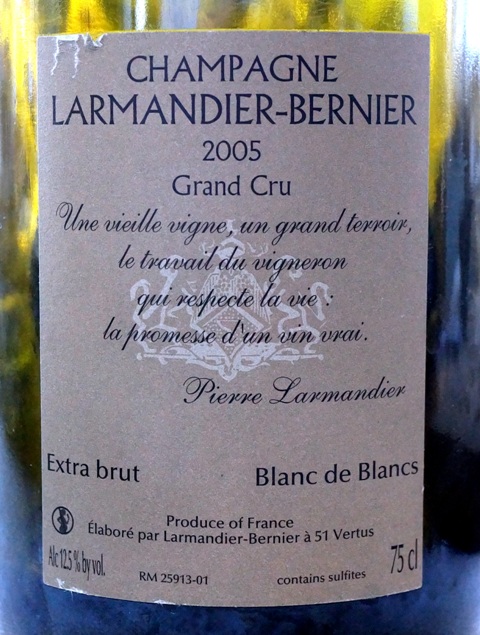 CHAMPAGNE
LARMANDIER-BERNIER
2005
Grand Cru
Une vieille vigne, un grand terroir,
le travail du vigneron
qui respecte la vie :
la promesse d'un vin vrai.
Pierre Larmandier
Extra brut
Blanc de Blancs
Produce of France
Élaboré par Larmandier-Bernier à 51 Vertus
Alc 12.5 % by vol.
RM 25913-01
contains sulfites
75 cl